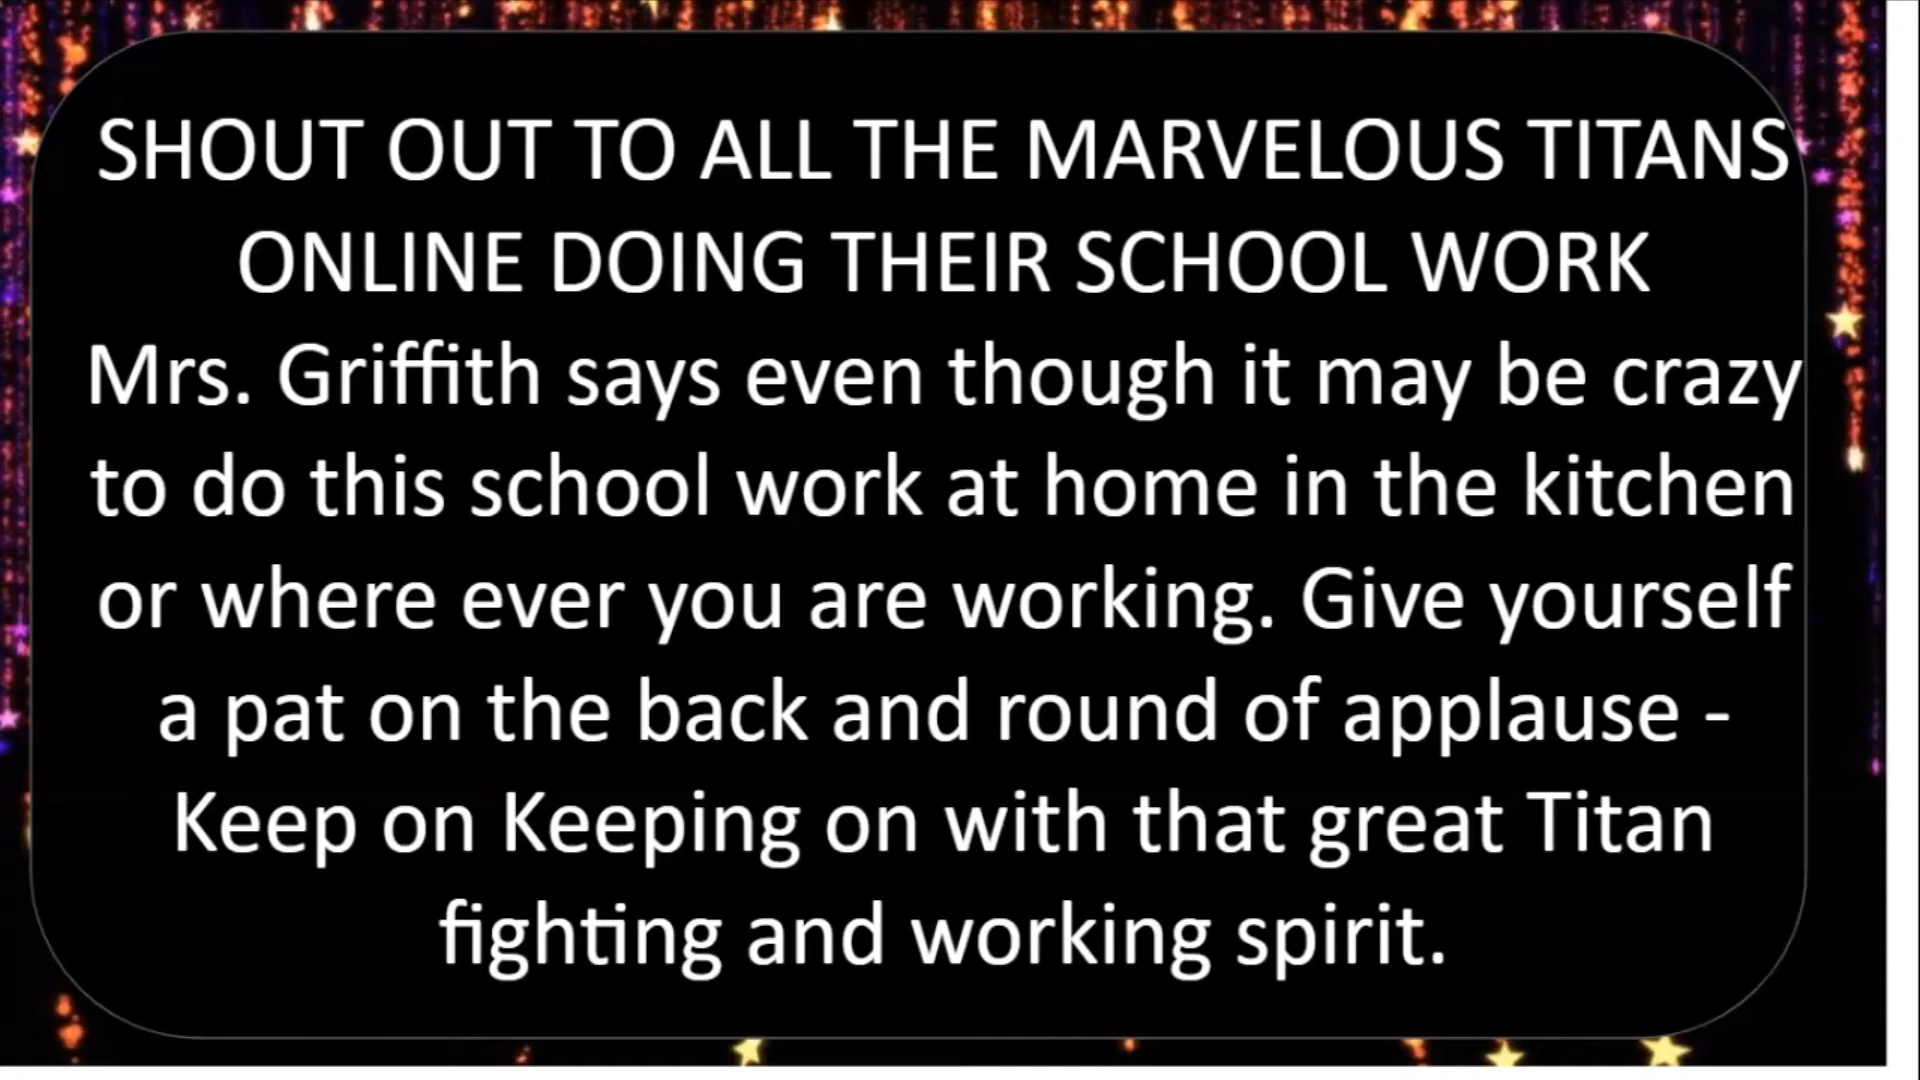 SHOUT OUT TO ALL THE MARVELOUS TITANS
ONLINE DOING THEIR SCHOOL WORK
Mrs. Griffith says even though it may be crazy
to do this school work at home in the kitchen
or where ever you are working. Give yourself
a pat on the back and round of applause -
Keep on Keeping on with that great Titan
fighting and working spirit.